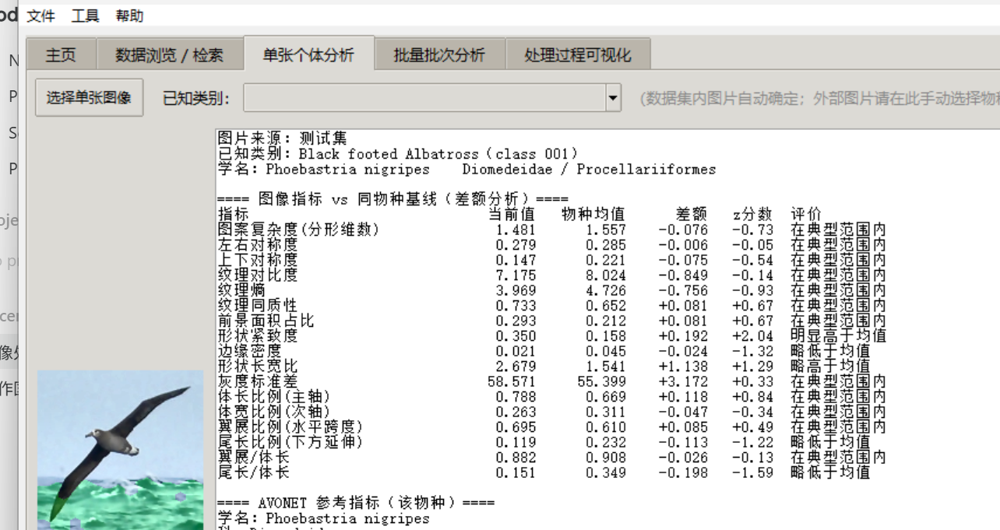 文件 工具 帮助
主页 数据浏览 / 检索 单张个体分析 批量批次分析 处理过程可视化
选择单张图像 已知类别: (数据集内图片自动确定; 外部图片请在此手动选择物种
图片来源: 测试集
已知类别: Black footed Albatross (class 001)
学名: Phoebastria nigripes Diomedeidae / Procellariiformes
==== 图像指标 vs 同物种基线 (差额分析) ====
指标 当前值 物种均值 差额 z分数 评价
图案复杂度(分形维数) 1.481 1.557 -0.076 -0.73 在典型范围内
左右对称度 0.279 0.285 -0.006 -0.05 在典型范围内
上下对称度 0.147 0.221 -0.075 -0.54 在典型范围内
纹理对比度 7.175 8.024 -0.849 -0.14 在典型范围内
纹理熵 3.969 4.726 -0.756 -0.93 在典型范围内
纹理同质性 0.733 0.652 +0.081 +0.67 在典型范围内
前景面积占比 0.293 0.212 +0.081 +0.67 在典型范围内
形状紧致度 0.350 0.158 +0.192 +2.04 明显高于均值
边缘密度 0.021 0.045 -0.024 -1.32 略低于均值
形状长宽比 2.679 1.541 +1.138 +1.29 略高于均值
灰度标准差 58.571 55.399 +3.172 +0.33 在典型范围内
体长比例(主轴) 0.788 0.669 +0.118 +0.84 在典型范围内
体宽比例(次轴) 0.263 0.311 -0.047 -0.34 在典型范围内
翼展比例(水平跨度) 0.695 0.610 +0.085 +0.49 在典型范围内
尾长比例(下方延伸) 0.119 0.232 -0.113 -1.22 略低于均值
翼展/体长 0.882 0.908 -0.026 -0.13 在典型范围内
尾长/体长 0.151 0.349 -0.198 -1.59 略低于均值
==== AVONET 参考指标 (该物种) ====
学名: Phoebastria nigripes